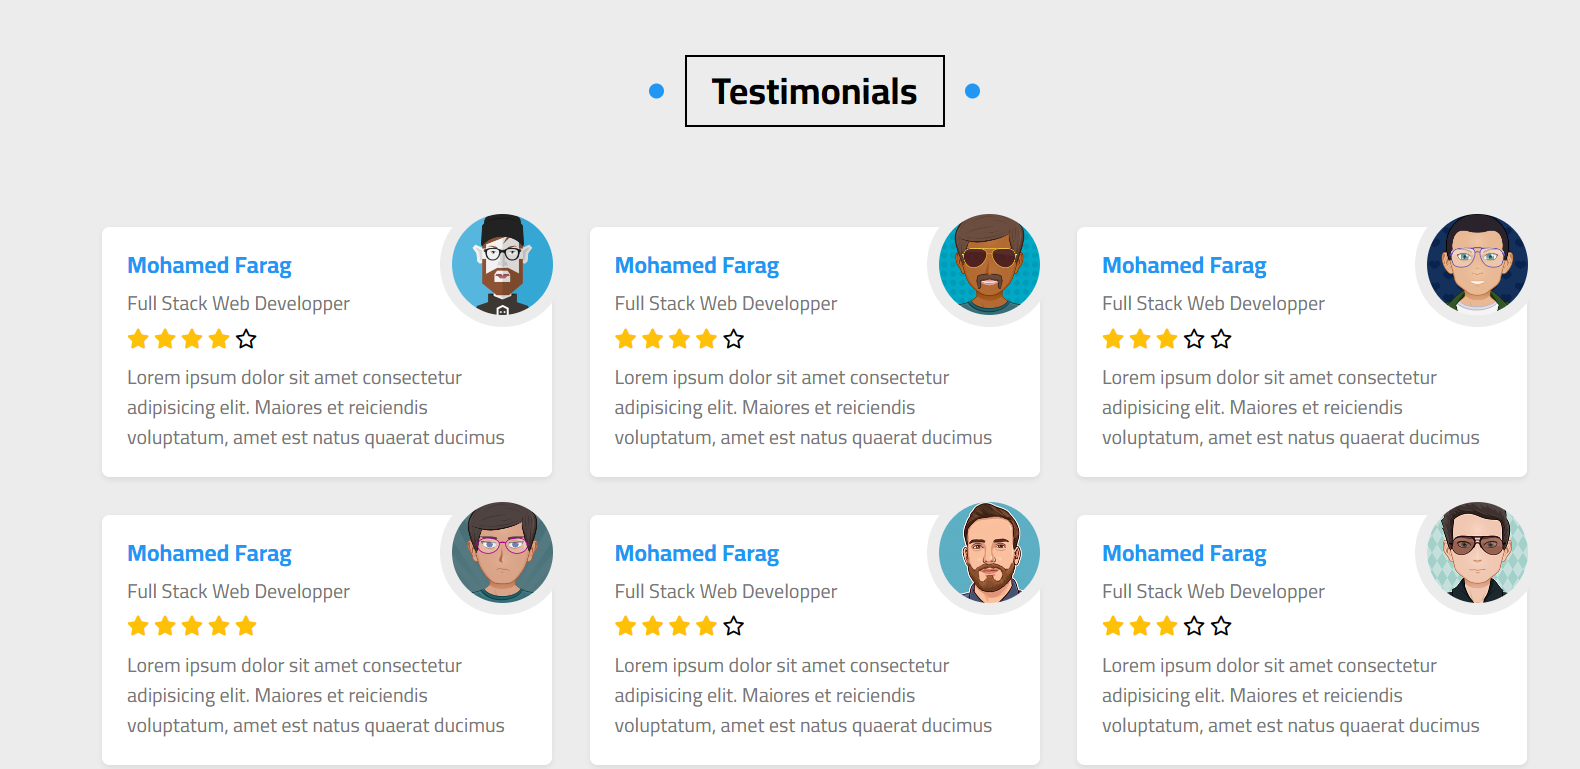 Testimonials
Mohamed Farag
Full Stack Web Developper
Lorem ipsum dolor sit amet consectetur
adipisicing elit. Maiores et reiciendis
voluptatum, amet est natus quaerat ducimus
Mohamed Farag
Full Stack Web Developper
Lorem ipsum dolor sit amet consectetur
adipisicing elit. Maiores et reiciendis
voluptatum, amet est natus quaerat ducimus
Mohamed Farag
Full Stack Web Developper
Lorem ipsum dolor sit amet consectetur
adipisicing elit. Maiores et reiciendis
voluptatum, amet est natus quaerat ducimus
Mohamed Farag
Full Stack Web Developper
Lorem ipsum dolor sit amet consectetur
adipisicing elit. Maiores et reiciendis
voluptatum, amet est natus quaerat ducimus
Mohamed Farag
Full Stack Web Developper
Lorem ipsum dolor sit amet consectetur
adipisicing elit. Maiores et reiciendis
voluptatum, amet est natus quaerat ducimus
Mohamed Farag
Full Stack Web Developper
Lorem ipsum dolor sit amet consectetur
adipisicing elit. Maiores et reiciendis
voluptatum, amet est natus quaerat ducimus